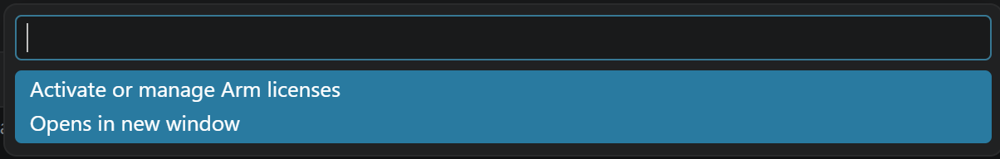 Activate or manage Arm licenses
Opens in new window